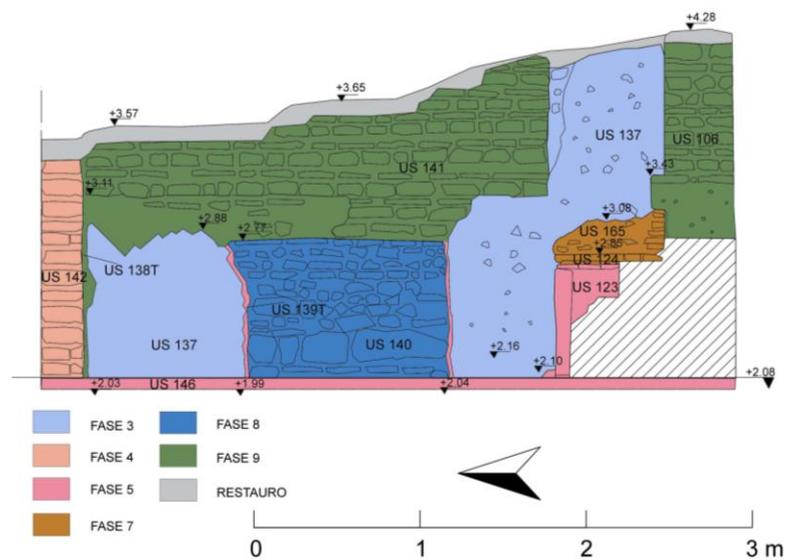 +4.28
+3.65
+3.57
US 137
US 106
US 141
+3.43
+3.11
+3.08
+2.88
+2.77
US 165
+2.85
US 124
US 138T
US 142
US 123
US 139T
US 137
US 140
+2.16
+2.10
+2.08
+2.03
US 146
+1.99
+2.04
FASE 3
FASE 8
FASE 4
FASE 9
FASE 5
RESTAURO
FASE 7
0 1 2 3 m